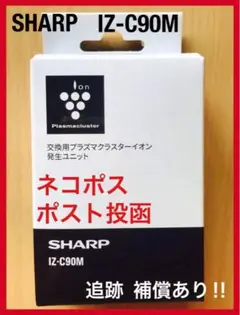 SHARP IZ-C90M
Ion
Plasmacluster
交換用プラズマクラスターイオン
発生ユニット
ネコポス
ポスト投函
SHARP
IZ-C90M
追跡 補償あり!!